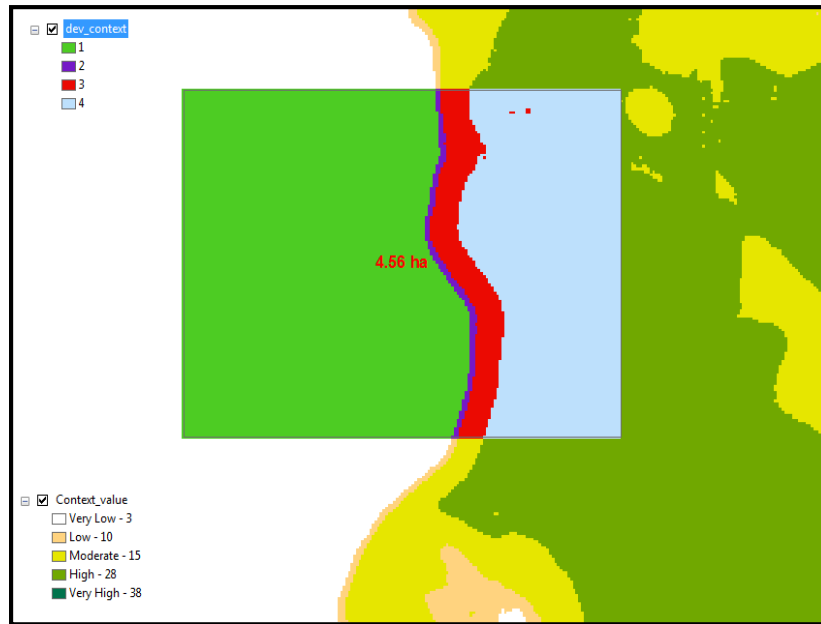 dev_context
1
2
3
4
4.56 ha
Context_value
Very Low - 3
Low - 10
Moderate - 15
High - 28
Very High - 38